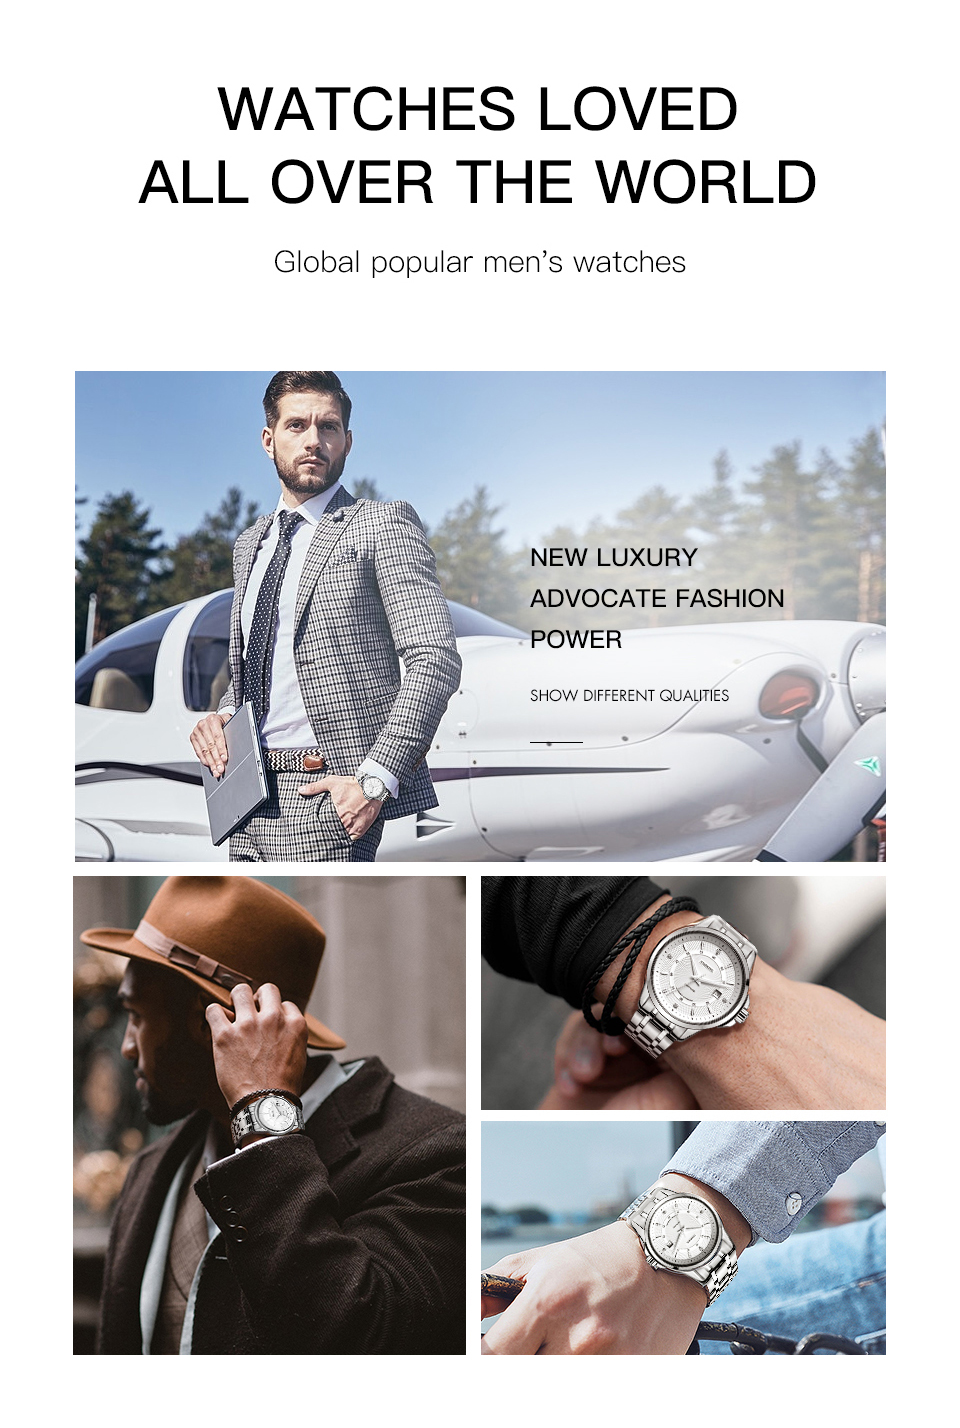 WATCHES LOVED
ALL OVER THE WORLD
Global popular men’s watches
NEW LUXURY
ADVOCATE FASHION
POWER
SHOW DIFFERENT QUALITIES